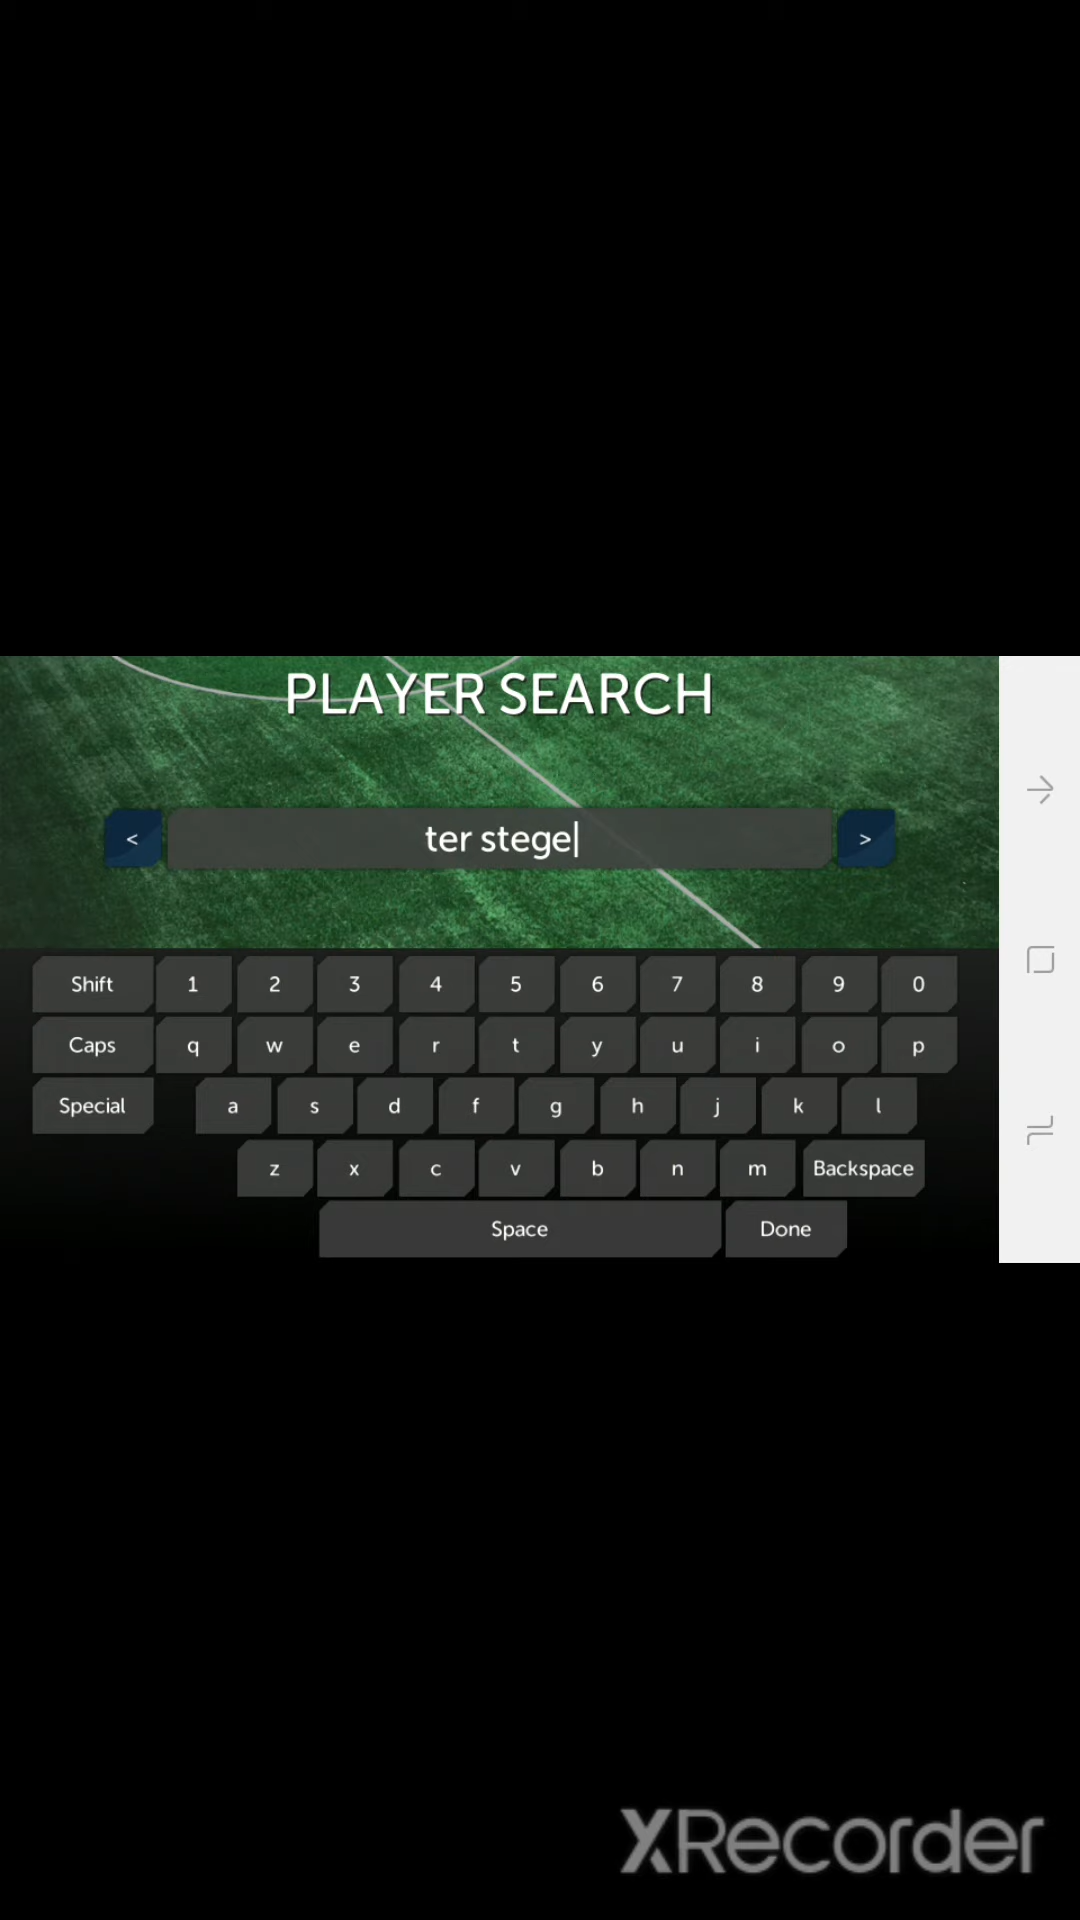 PLAYER SEARCH
< ter stege >
Shift 1 2 3 4 5 6 7 8 9 0
Caps q w e r t y u i o p
Special a s d f g h j k l
z x c v b n m Backspace
Space Done
XRecorder